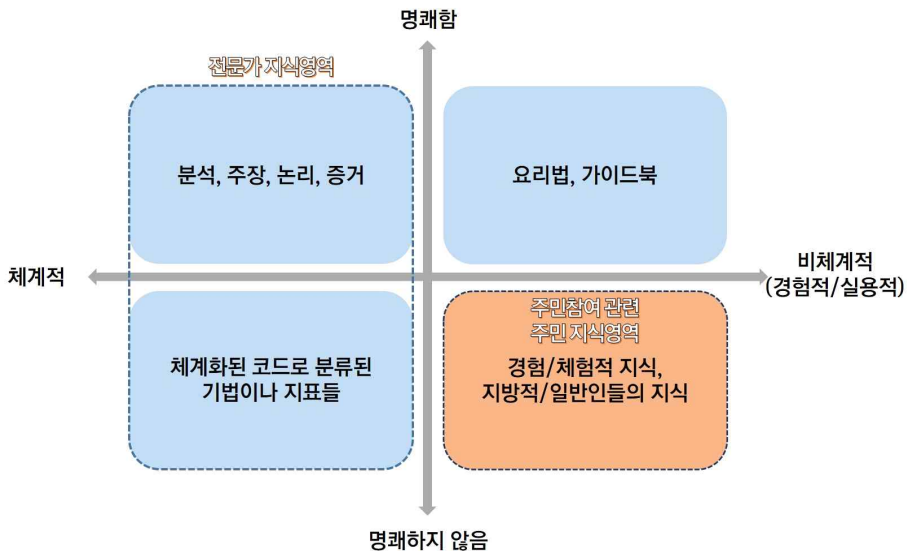 명쾌함
전문가 지식영역
분석, 주장, 논리, 증거
요리법, 가이드북
체계적
비체계적
(경험적/실용적)
주민참여 관련
주민 지식영역
체계화된 코드로 분류된
기법이나 지표들
경험/체험적 지식,
지방적/일반인들의 지식
명쾌하지 않음